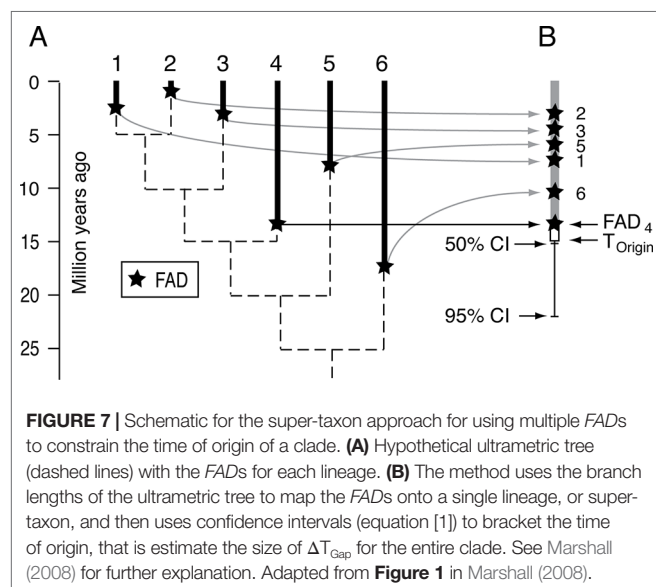 A
B
1 2 3 4 5 6
0
5
10
15
20
25
Million years ago
FAD
2
3
5
1
6
FAD4
TOrigin
50% CI
95% CI
FIGURE 7 | Schematic for the super-taxon approach for using multiple FADs
to constrain the time of origin of a clade. (A) Hypothetical ultrametric tree
(dashed lines) with the FADs for each lineage. (B) The method uses the branch
lengths of the ultrametric tree to map the FADs onto a single lineage, or super-
taxon, and then uses confidence intervals (equation [1]) to bracket the time
of origin, that is estimate the size of ΔTGap for the entire clade. See Marshall
(2008) for further explanation. Adapted from Figure 1 in Marshall (2008).